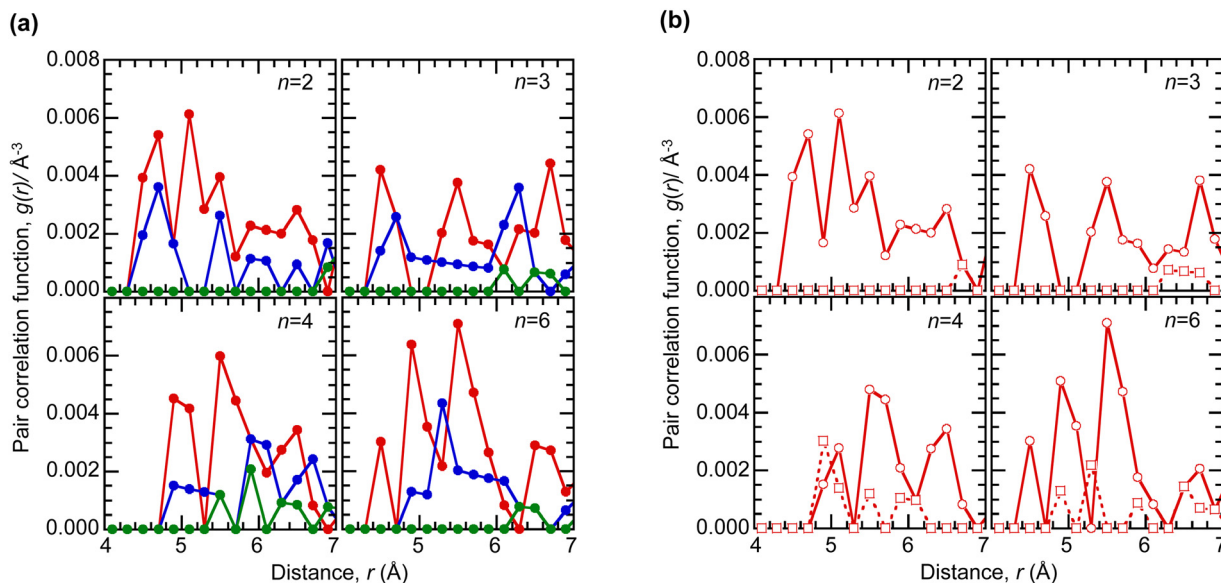 (a)
Pair correlation function, g(r)/ Å-3
0.008
0.006
0.004
0.002
0.000
n=2
n=3
0.006
0.004
0.002
0.000
n=4
n=6
4 5 6 7
5 6 7
Distance, r (Å)
(b)
Pair correlation function, g(r)/ Å-3
0.008
0.006
0.004
0.002
0.000
n=2
n=3
0.006
0.004
0.002
0.000
n=4
n=6
4 5 6 7
5 6 7
Distance, r (Å)